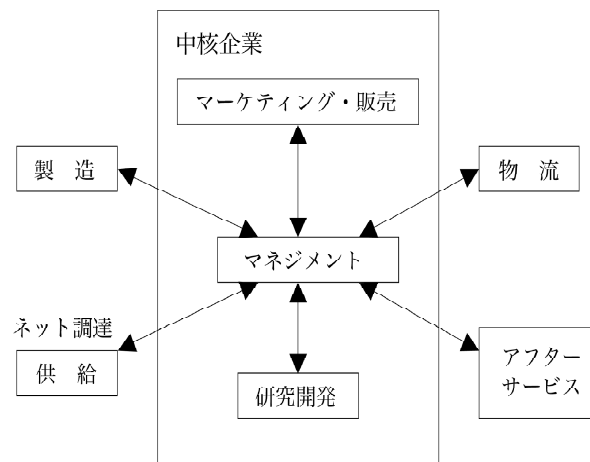 中核企業
マーケティング・販売
製　造
物　流
マネジメント
ネット調達
供　給
アフター
サービス
研究開発